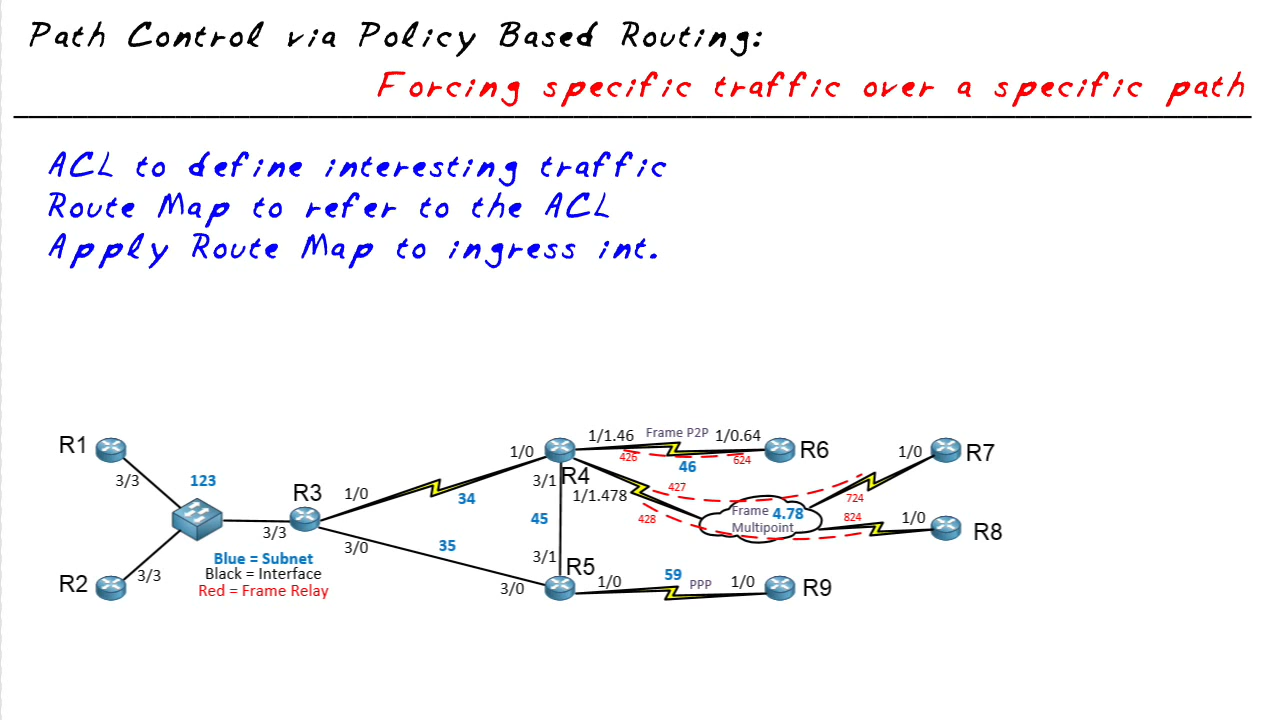 Path Control via Policy Based Routing:
Forcing specific traffic over a specific path
ACL to define interesting traffic
Route Map to refer to the ACL
Apply Route Map to ingress int.
R1
3/3
123
R2
3/3
R3
3/3
1/0
3/0
34
35
Blue = Subnet
Black = Interface
Red = Frame Relay
1/0
R4
3/1
45
3/1
R5
3/0
1/1.46
Frame P2P
1/0.64
R6
426
46
624
1/1.478
427
428
Frame 4.78
Multipoint
724
824
1/0
R7
1/0
R8
1/0
59
PPP
1/0
R9